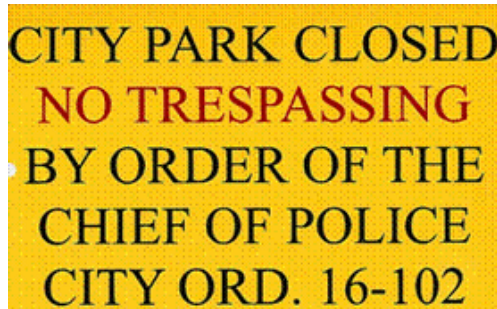 CITY PARK CLOSED
NO TRESPASSING
BY ORDER OF THE
CHIEF OF POLICE
CITY ORD. 16-102